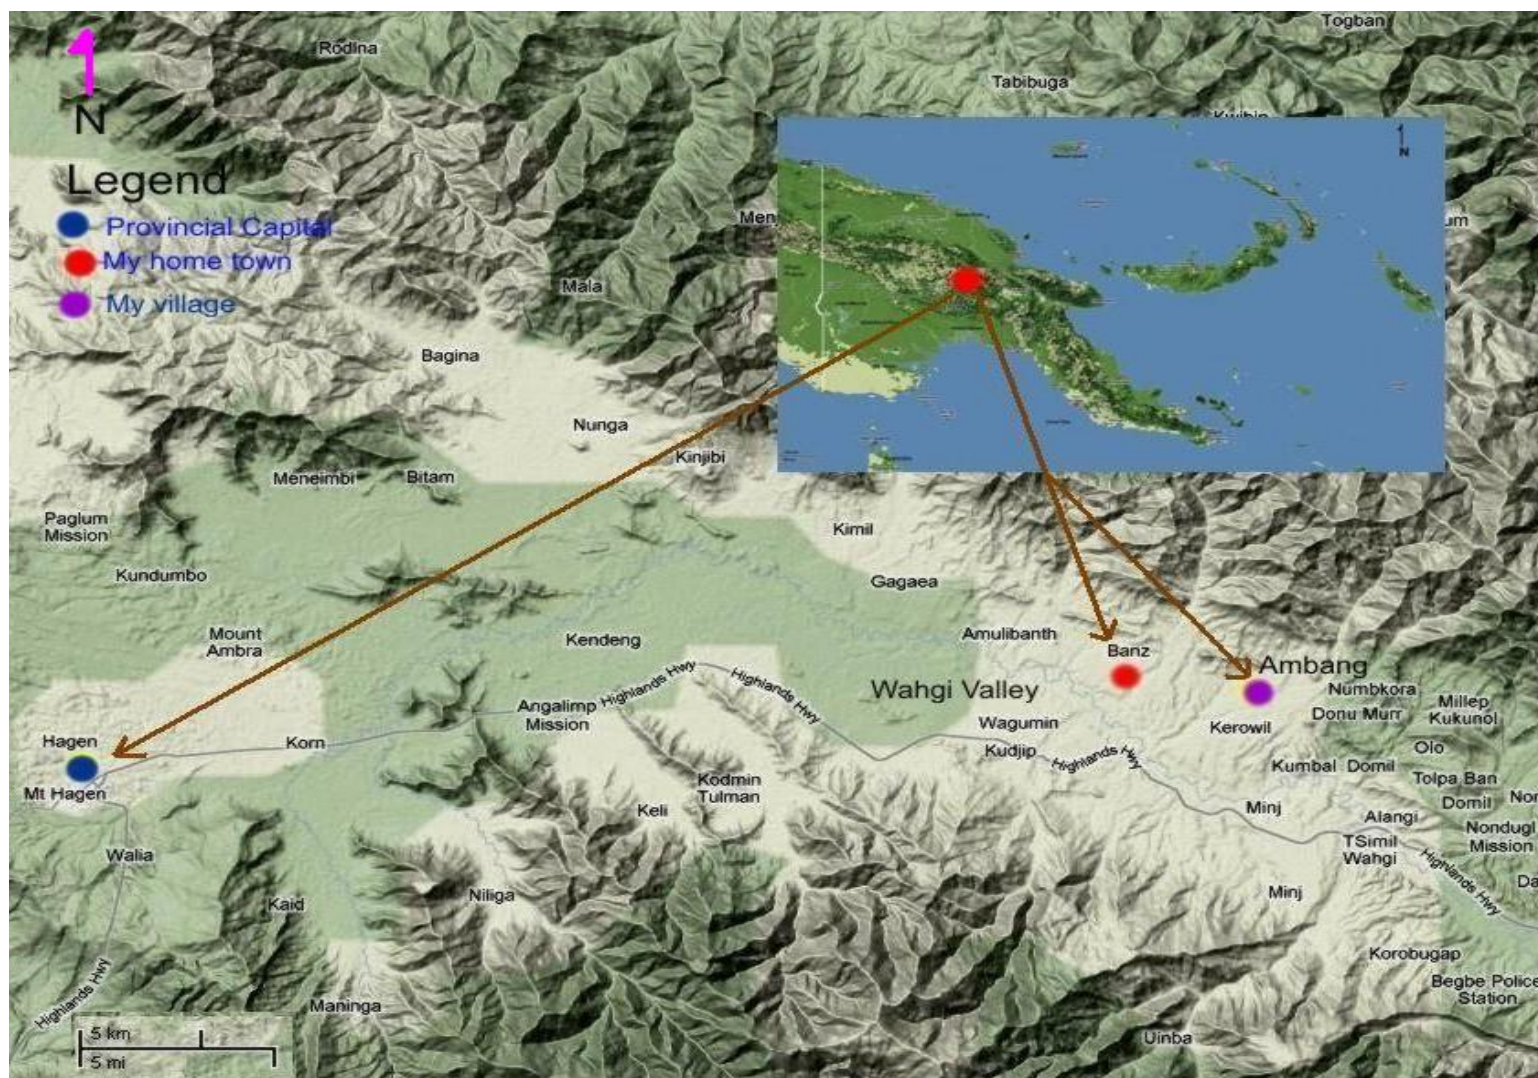 Togban
Rodina
Tabibuga
N
Legend
Provincial Capital
My home town
My village
N
Mala
Bagina
Nunga
Kinjibi
Meneimbi
Bitam
Paglum
Mission
Kimil
Kundumbo
Gagaea
Mount
Ambra
Kendeng
Amulibanth
Banz
Ambang
Wahgi Valley
Numbkora
Donu Murr
Millep
Kukunol
Highlands Hwy
Highlands Hwy
Angalimp
Mission
Wagumin
Kerowil
Hagen
Korn
Kudjip
Highlands Hwy
Olo
Kumbal
Domil
Mt Hagen
Kodmin
Tulman
Tolpa Ban
Domil
Keli
Minj
Alangi
Nondugl
Mission
TSimil
Wahgi
Walia
Highlands Hwy
Niliga
Kaid
Minj
Korobugap
Begbe Police
Station
Highlands Hwy
Maninga
Uinba
5 km
5 mi